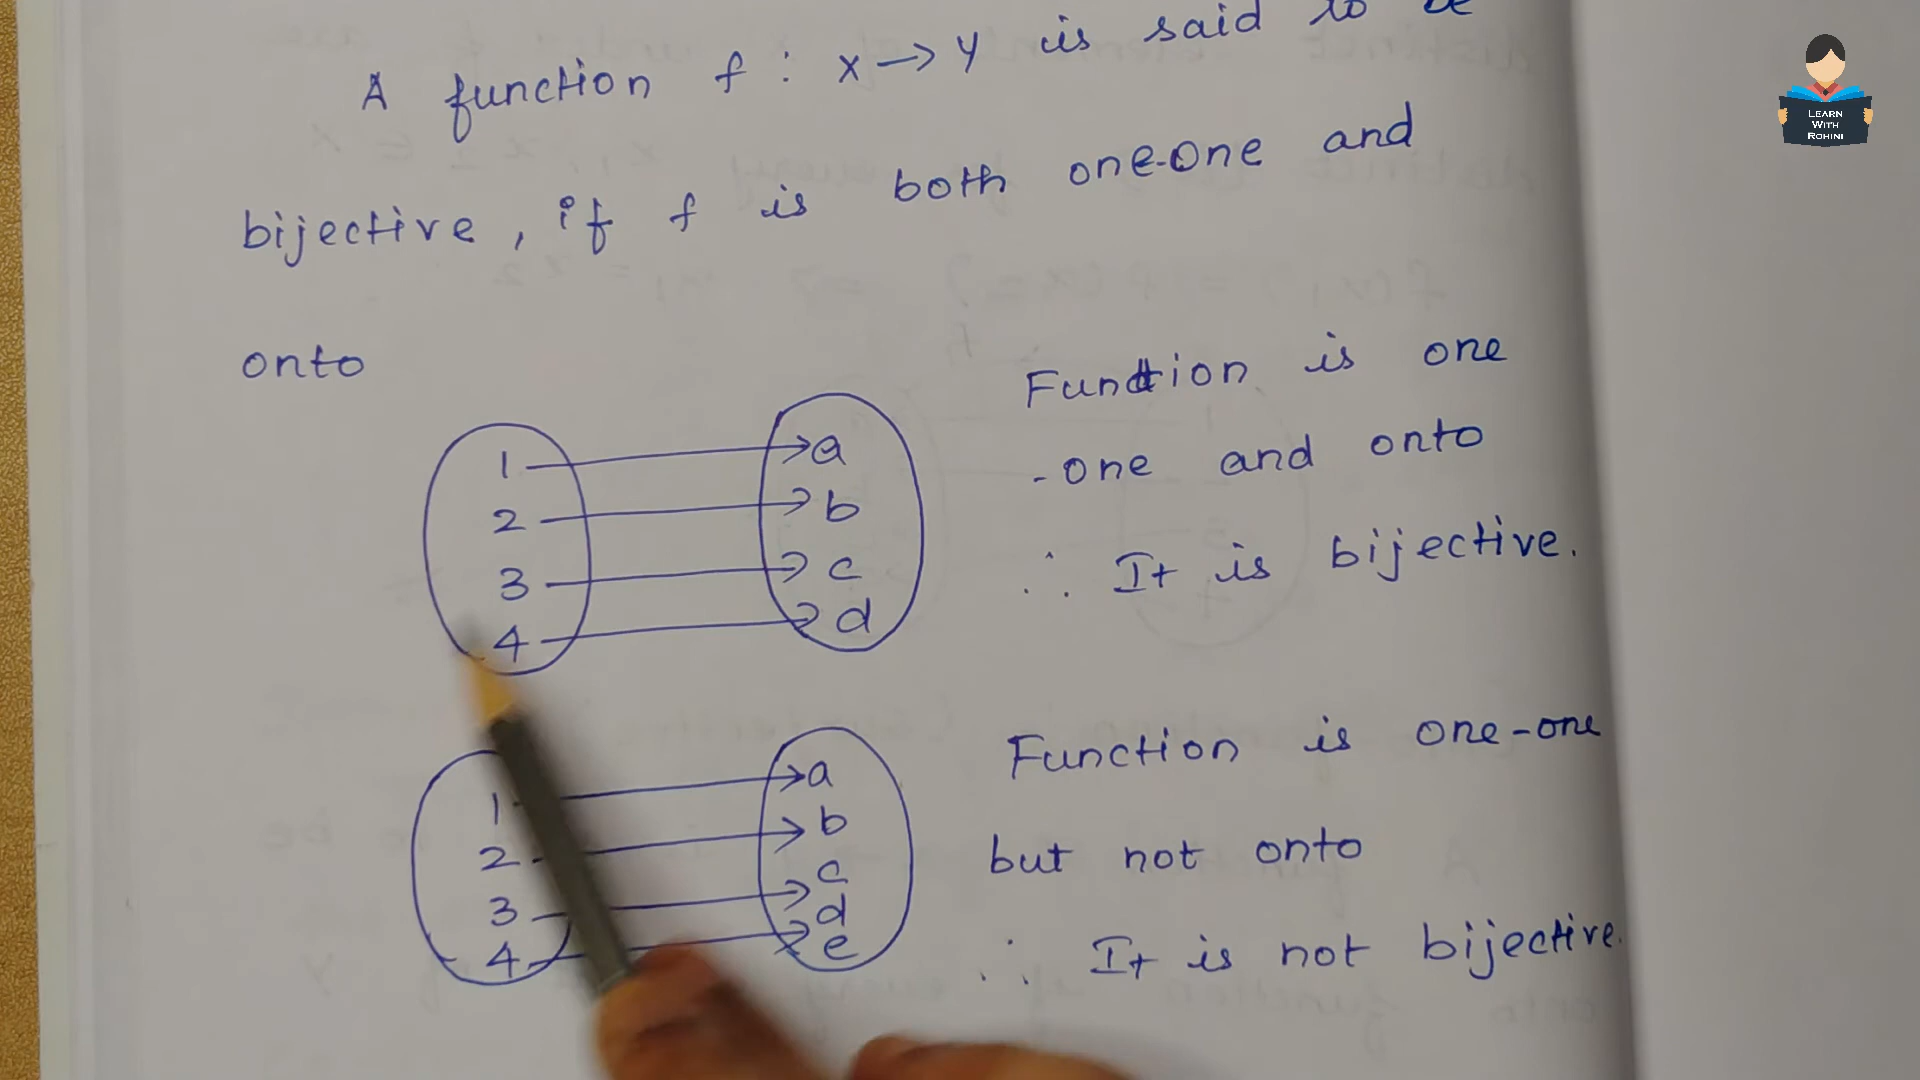 A function f : x → y is said to be
bijective, if f is both one-one and
onto
1 a
2 b
3 c
4 d
Function is one
-one and onto
∴ It is bijective.
1 a
2 b
c
3 d
4 e
Function is one-one
but not onto
∴ It is not bijective.
LEARN
WITH
ROHINI